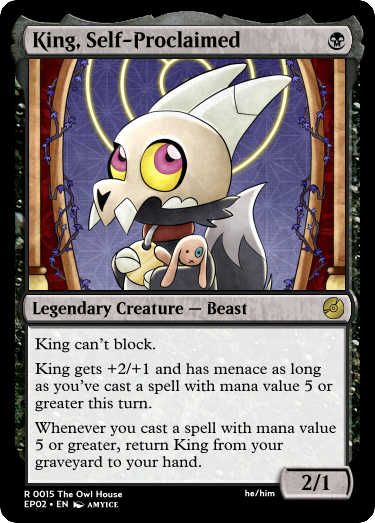 King, Self-Proclaimed
Legendary Creature — Beast
King can't block.
King gets +2/+1 and has menace as long
as you've cast a spell with mana value 5 or
greater this turn.
Whenever you cast a spell with mana value
5 or greater, return King from your
graveyard to your hand.
2/1
R 0015 The Owl House
he/him
EP02 • EN AMYICE